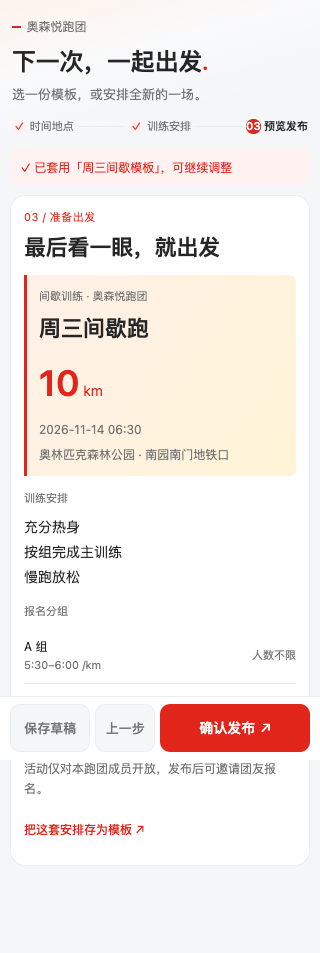 奥森悦跑团
下一次，一起出发.
选一份模板，或安排全新的一场。
✓ 时间地点 ✓ 训练安排 03 预览发布
✓ 已套用「周三间歇模板」，可继续调整
03 / 准备出发
最后看一眼，就出发
间歇训练 · 奥森悦跑团
周三间歇跑
10 km
2026-11-14 06:30
奥林匹克森林公园 · 南园南门地铁口
训练安排
充分热身
按组完成主训练
慢跑放松
报名分组
A 组
5:30–6:00 /km
人数不限
保存草稿 上一步 确认发布 ↗
活动仅对本跑团成员开放，发布后可邀请团友报
名。
把这套安排存为模板 ↗